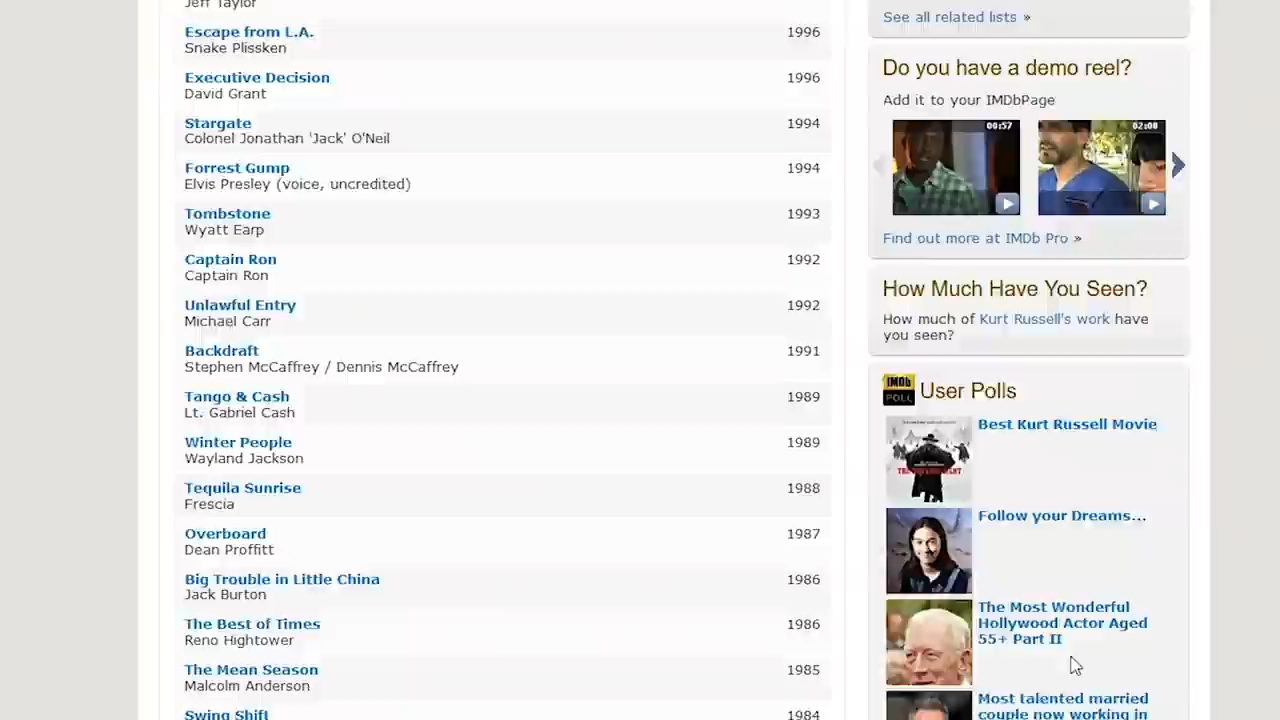 Jeff Taylor
Escape from L.A. 1996
Snake Plissken
Executive Decision 1996
David Grant
Stargate 1994
Colonel Jonathan 'Jack' O'Neil
Forrest Gump 1994
Elvis Presley (voice, uncredited)
Tombstone 1993
Wyatt Earp
Captain Ron 1992
Captain Ron
Unlawful Entry 1992
Michael Carr
Backdraft 1991
Stephen McCaffrey / Dennis McCaffrey
Tango & Cash 1989
Lt. Gabriel Cash
Winter People 1989
Wayland Jackson
Tequila Sunrise 1988
Frescia
Overboard 1987
Dean Proffitt
Big Trouble in Little China 1986
Jack Burton
The Best of Times 1986
Reno Hightower
The Mean Season 1985
Malcolm Anderson
Swing Shift 1984
See all related lists »
Do you have a demo reel?
Add it to your IMDbPage
00:57 02:08
Find out more at IMDb Pro »
How Much Have You Seen?
How much of Kurt Russell's work have
you seen?
IMDb
POLL
User Polls
Best Kurt Russell Movie
Follow your Dreams...
The Most Wonderful
Hollywood Actor Aged
55+ Part II
Most talented married
couple now working in